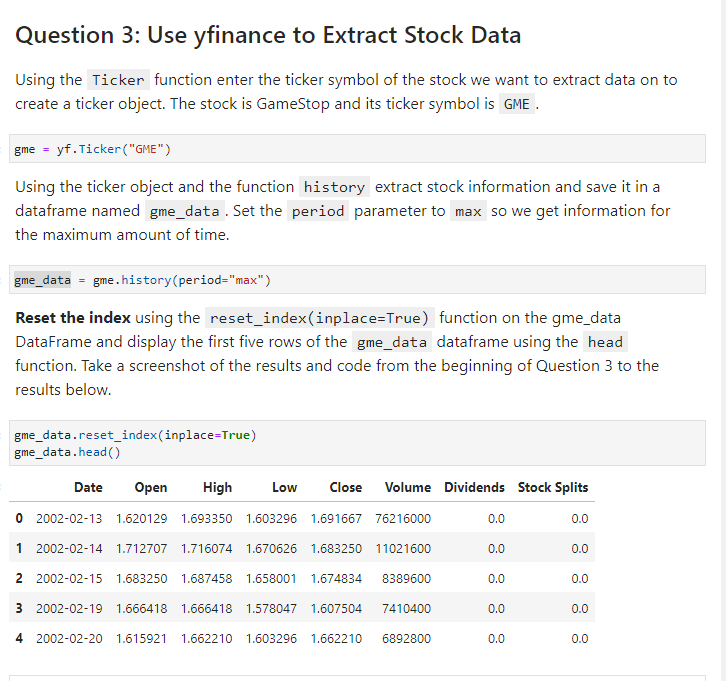 Question 3: Use yfinance to Extract Stock Data
Using the Ticker function enter the ticker symbol of the stock we want to extract data on to
create a ticker object. The stock is GameStop and its ticker symbol is GME .
gme = yf.Ticker("GME")
Using the ticker object and the function history extract stock information and save it in a
dataframe named gme_data . Set the period parameter to max so we get information for
the maximum amount of time.
gme_data = gme.history(period="max")
Reset the index using the reset_index(inplace=True) function on the gme_data
DataFrame and display the first five rows of the gme_data dataframe using the head
function. Take a screenshot of the results and code from the beginning of Question 3 to the
results below.
gme_data.reset_index(inplace=True)
gme_data.head()
Date Open High Low Close Volume Dividends Stock Splits
0 2002-02-13 1.620129 1.693350 1.603296 1.691667 76216000 0.0 0.0
1 2002-02-14 1.712707 1.716074 1.670626 1.683250 11021600 0.0 0.0
2 2002-02-15 1.683250 1.687458 1.658001 1.674834 8389600 0.0 0.0
3 2002-02-19 1.666418 1.666418 1.578047 1.607504 7410400 0.0 0.0
4 2002-02-20 1.615921 1.662210 1.603296 1.662210 6892800 0.0 0.0